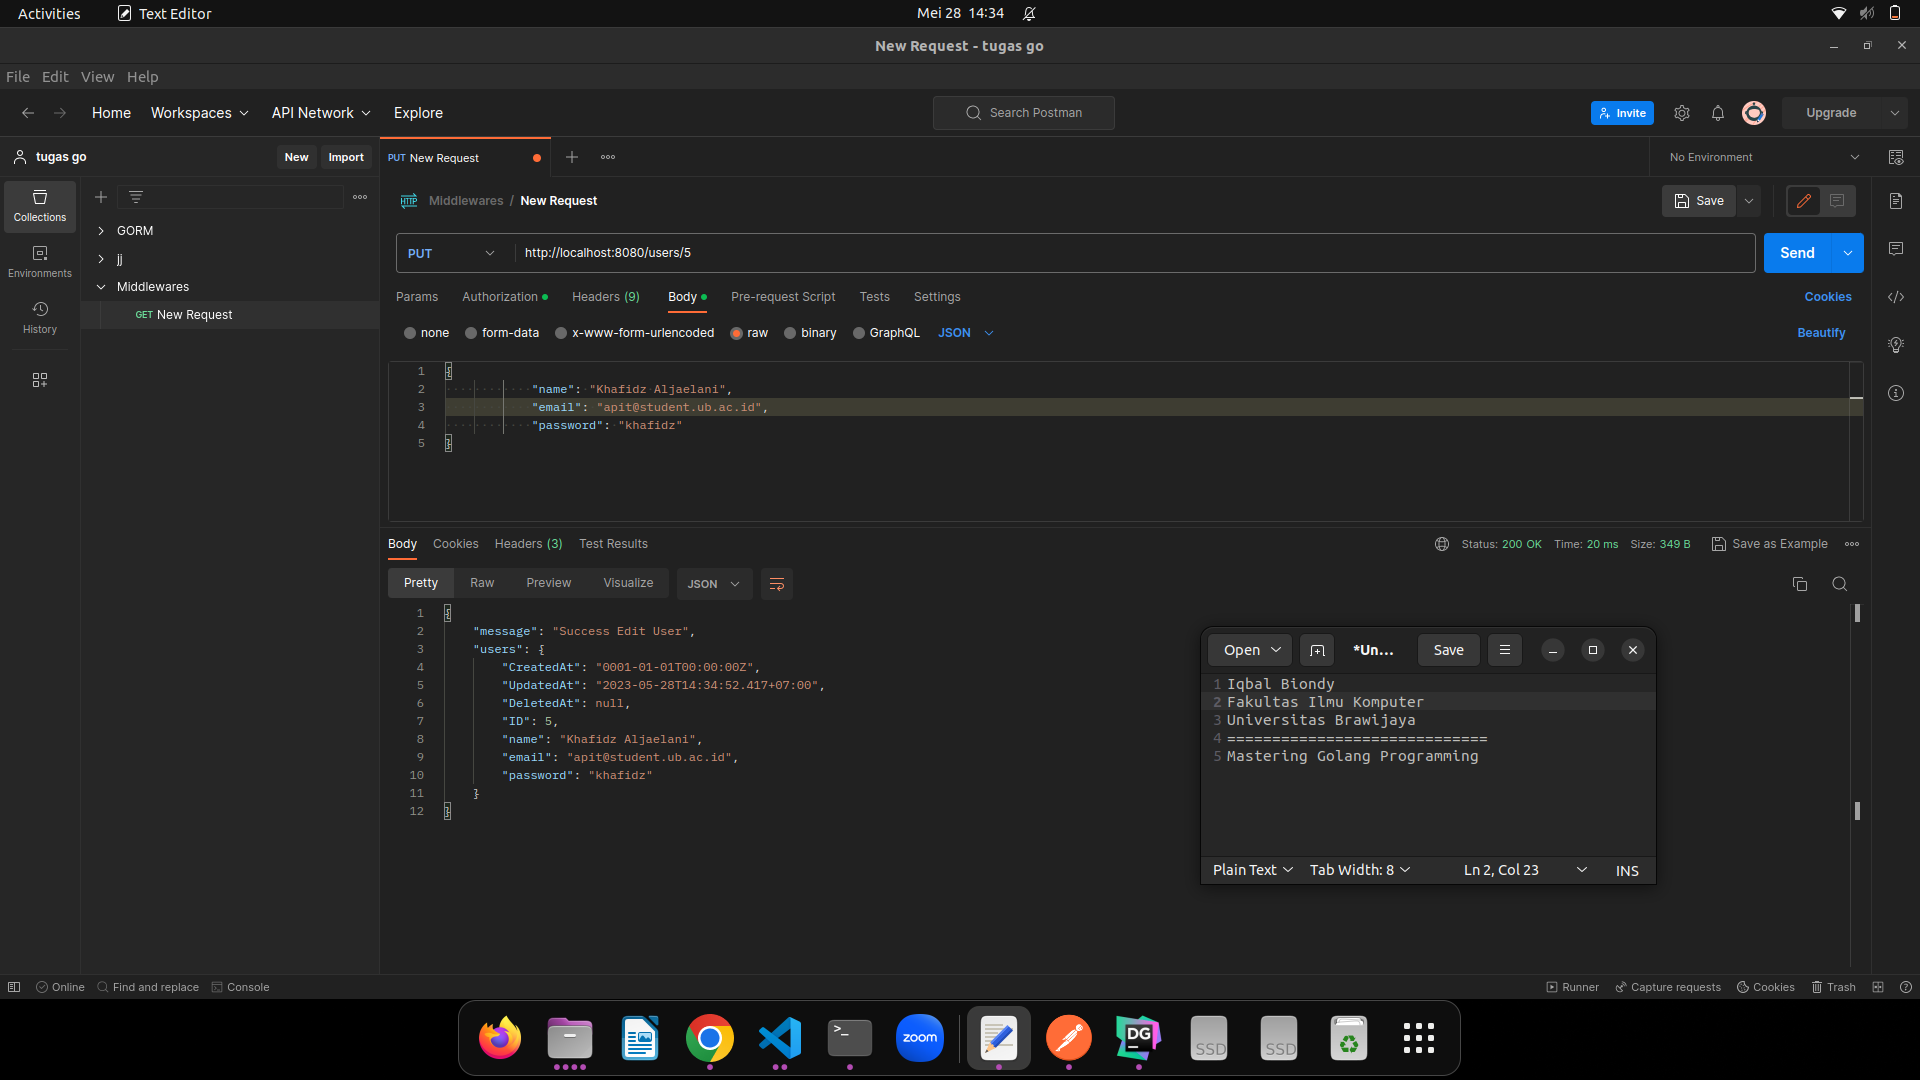 Activities Text Editor Mei 28 14:34
New Request - tugas go
File Edit View Help
Home Workspaces API Network Explore Search Postman Invite Upgrade
tugas go New Import PUT New Request No Environment
Collections
Environments
History
GORM
jj
Middlewares
GET New Request
Middlewares / New Request Save
PUT http://localhost:8080/users/5 Send
Params Authorization Headers (9) Body Pre-request Script Tests Settings Cookies
none form-data x-www-form-urlencoded raw binary GraphQL JSON Beautify
1 {
2 "name": "Khafidz Aljaelani",
3 "email": "apit@student.ub.ac.id",
4 "password": "khafidz"
5 }
Body Cookies Headers (3) Test Results Status: 200 OK Time: 20 ms Size: 349 B Save as Example
Pretty Raw Preview Visualize JSON
1 {
2 "message": "Success Edit User",
3 "users": {
4 "CreatedAt": "0001-01-01T00:00:00Z",
5 "UpdatedAt": "2023-05-28T14:34:52.417+07:00",
6 "DeletedAt": null,
7 "ID": 5,
8 "name": "Khafidz Aljaelani",
9 "email": "apit@student.ub.ac.id",
10 "password": "khafidz"
11 }
12 }
Open *Un... Save
1 Iqbal Biondy
2 Fakultas Ilmu Komputer
3 Universitas Brawijaya
4 =============================
5 Mastering Golang Programming
Plain Text Tab Width: 8 Ln 2, Col 23 INS
Online Find and replace Console Runner Capture requests Cookies Trash
>_ zoom DG SSD SSD